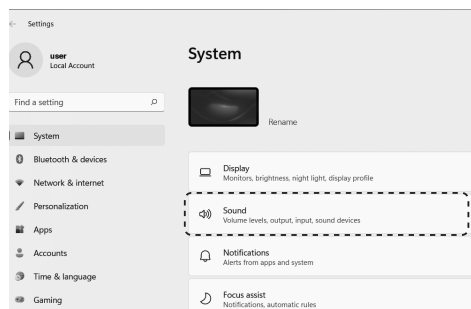 Settings
user
Local Account
Find a setting
System
Bluetooth & devices
Network & internet
Personalization
Apps
Accounts
Time & language
Gaming
System
Rename
Display
Monitors, brightness, night light, display profile
Sound
Volume levels, output, input, sound devices
Notifications
Alerts from apps and system
Focus assist
Notifications, automatic rules